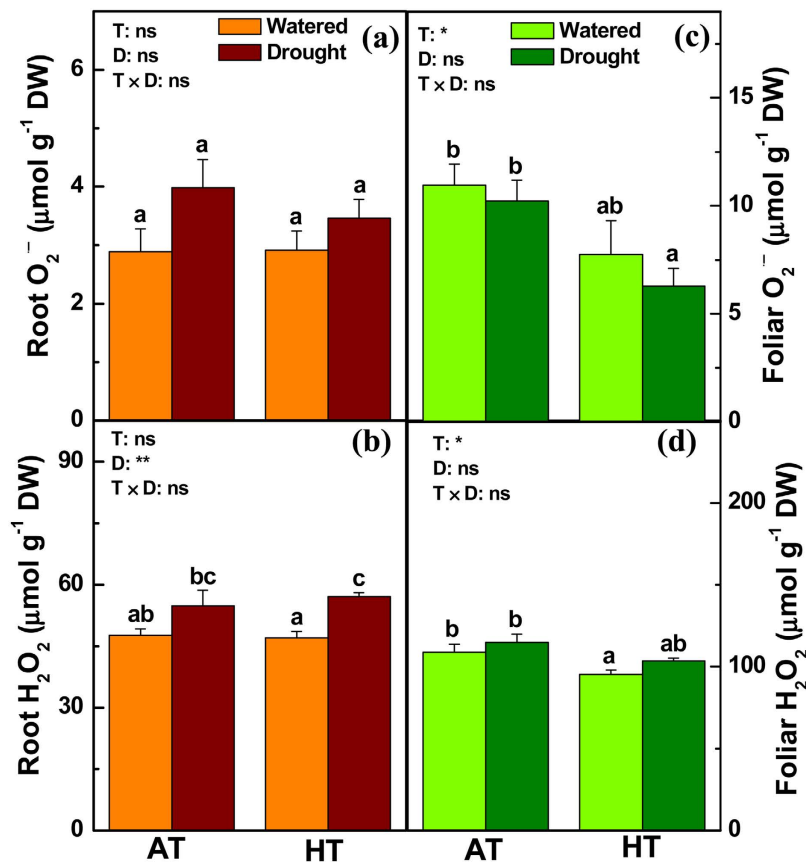 T: ns
D: ns
T × D: ns
Watered
Drought
(a)
6
4
2
0
Root O₂·− (µmol g⁻¹ DW)
a
a
a
a
T: *
D: ns
T × D: ns
Watered
Drought
(c)
15
10
5
0
Foliar O₂·− (µmol g⁻¹ DW)
b
b
ab
a
T: ns
D: **
T × D: ns
(b)
90
60
30
0
Root H₂O₂ (µmol g⁻¹ DW)
ab
bc
a
c
AT
HT
T: *
D: ns
T × D: ns
(d)
200
100
0
Foliar H₂O₂ (µmol g⁻¹ DW)
b
b
a
ab
AT
HT